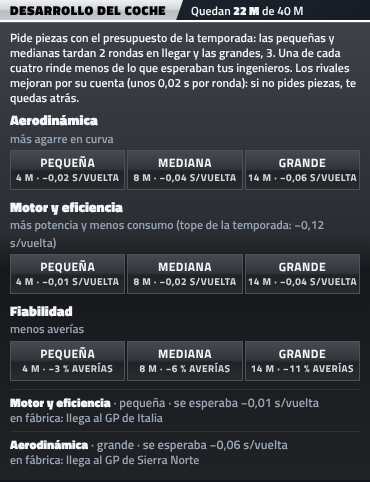 DESARROLLO DEL COCHE Quedan 22 M de 40 M
Pide piezas con el presupuesto de la temporada: las pequeñas y
medianas tardan 2 rondas en llegar y las grandes, 3. Una de cada
cuatro rinde menos de lo que esperaban tus ingenieros. Los rivales
mejoran por su cuenta (unos 0,02 s por ronda): si no pides piezas, te
quedas atrás.
Aerodinámica
más agarre en curva
PEQUEÑA MEDIANA GRANDE
4 M · −0,02 S/VUELTA 8 M · −0,04 S/VUELTA 14 M · −0,06 S/VUELTA
Motor y eficiencia
más potencia y menos consumo (tope de la temporada: −0,12
s/vuelta)
PEQUEÑA MEDIANA GRANDE
4 M · −0,01 S/VUELTA 8 M · −0,02 S/VUELTA 14 M · −0,04 S/VUELTA
Fiabilidad
menos averías
PEQUEÑA MEDIANA GRANDE
4 M · −3 % AVERÍAS 8 M · −6 % AVERÍAS 14 M · −11 % AVERÍAS
Motor y eficiencia · pequeña · se esperaba −0,01 s/vuelta
en fábrica: llega al GP de Italia
Aerodinámica · grande · se esperaba −0,06 s/vuelta
en fábrica: llega al GP de Sierra Norte